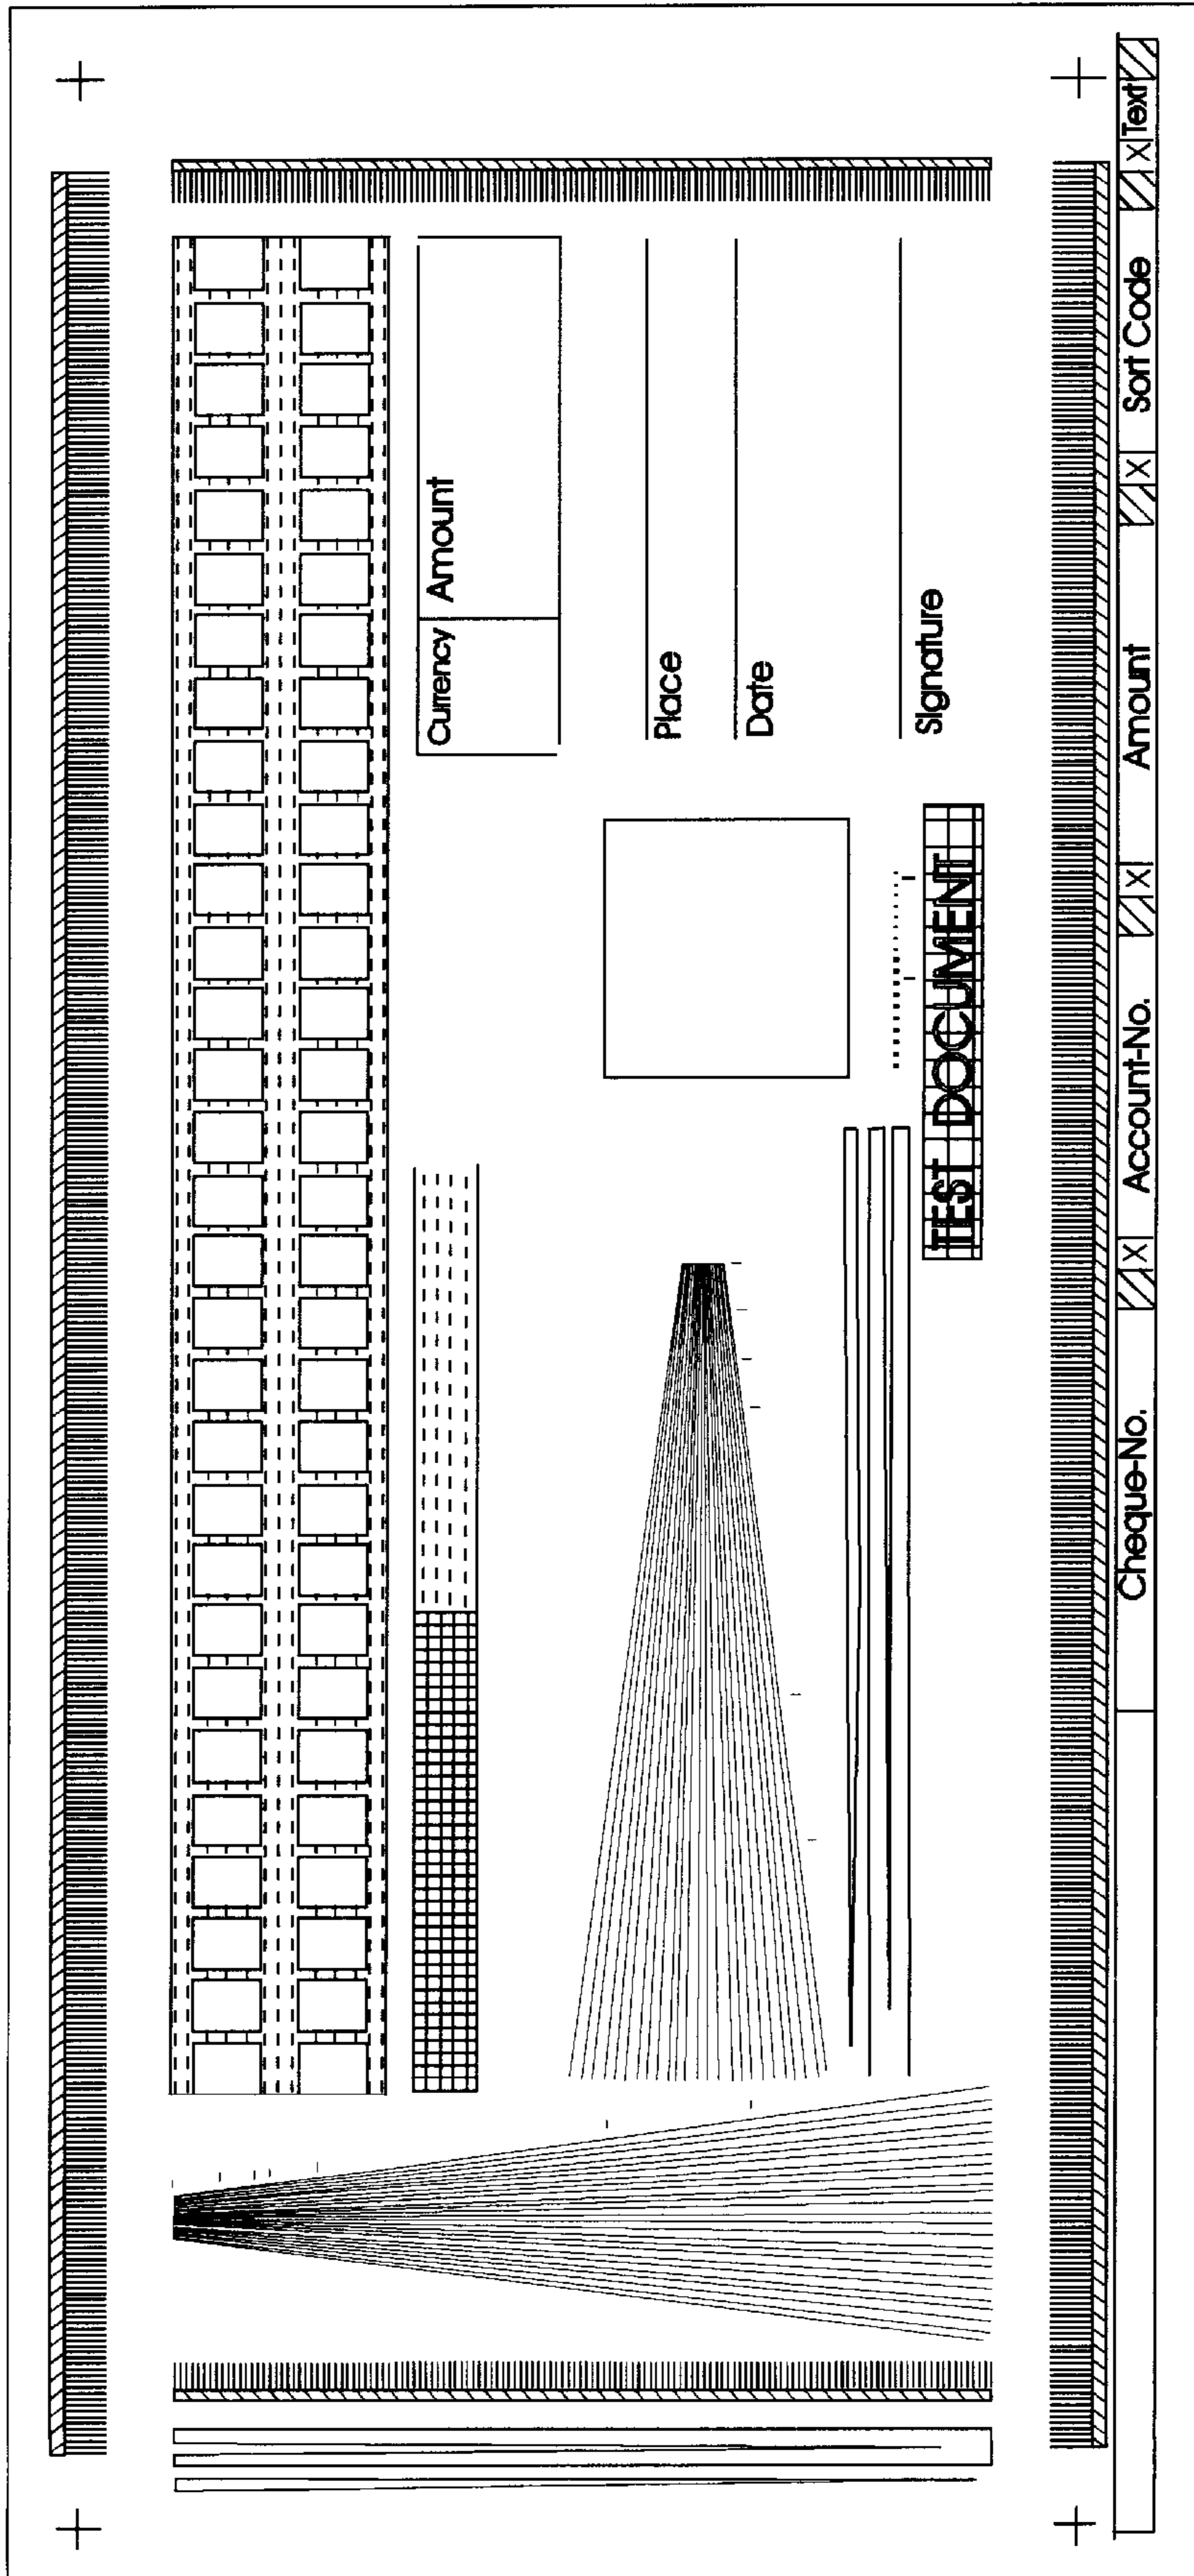 Currency Amount
Place
Date
Signature
TEST DOCUMENT
Cheque-No. X Account-No. X Amount X Sort Code X Text